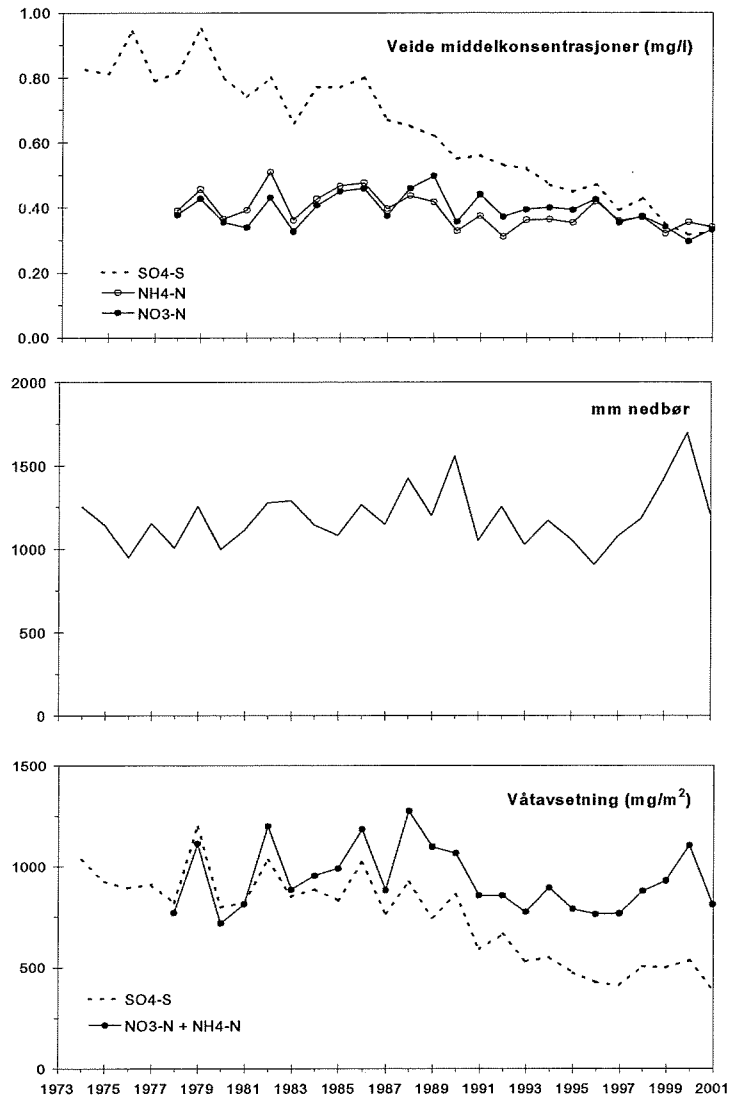 1.00
Veide middelkonsentrasjoner (mg/l)
0.80
0.60
0.40
0.20
SO4-S
NH4-N
NO3-N
0.00
2000
mm nedbør
1500
1000
500
0
1500
Våtavsetning (mg/m²)
1000
500
SO4-S
NO3-N + NH4-N
0
1973 1975 1977 1979 1981 1983 1985 1987 1989 1991 1993 1995 1997 1999 2001